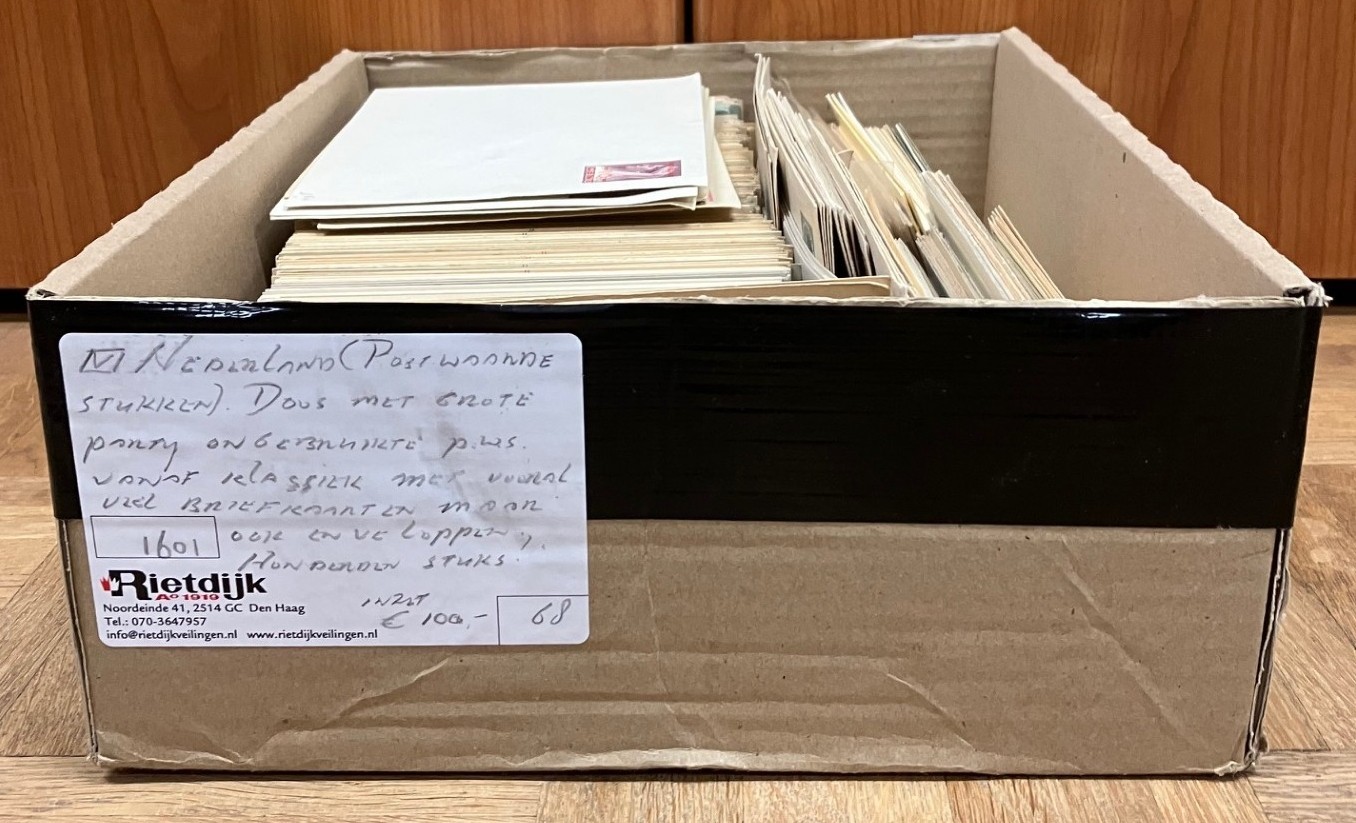 NEDERLAND (POSTWAARDE
STUKKEN). DOOS MET GROTE
PARTIJ ONGEBRUIKTE p.w.s.
VANAF KLASSIEK MET VOORAL
VEEL BRIEFKAARTEN MAAR
1601 OOK ENVELOPPEN,
HONDERDEN STUKS.
Rietdijk
Aº 1919
INZET
€ 100,-
68
Noordeinde 41, 2514 GC Den Haag
Tel.: 070-3647957
info@rietdijkveilingen.nl www.rietdijkveilingen.nl